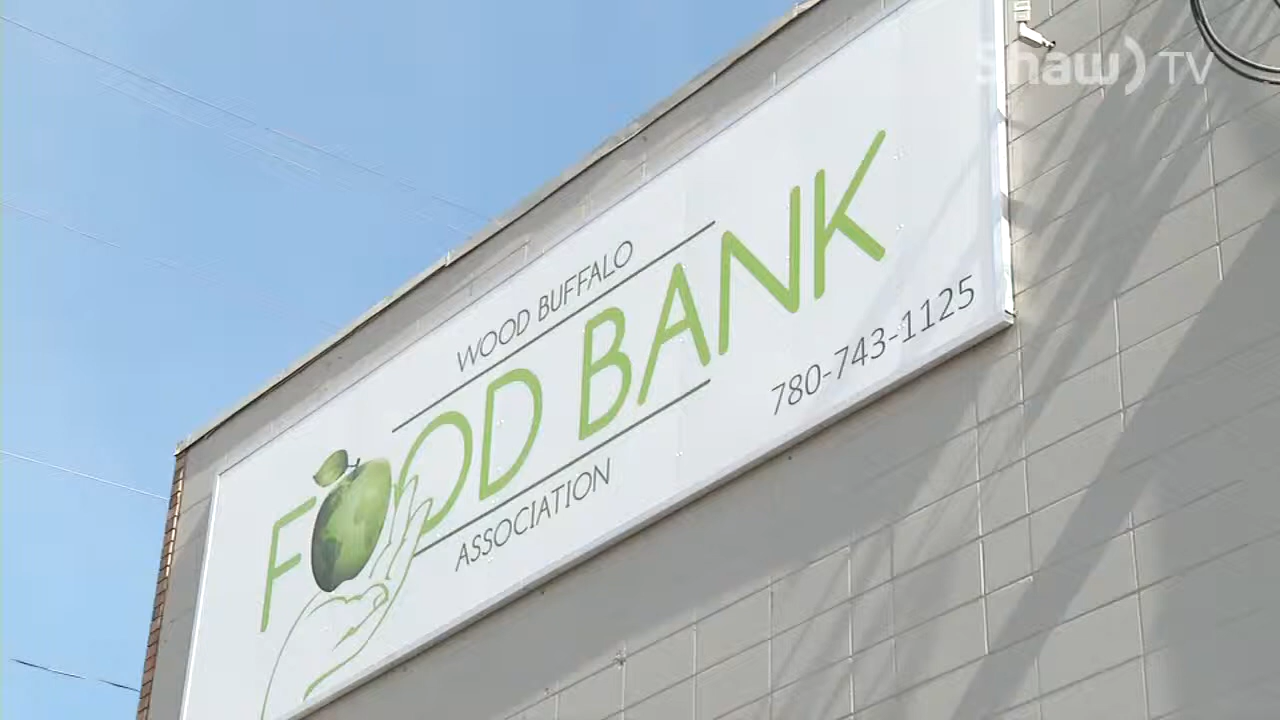 Shaw) TV
WOOD BUFFALO
FOOD BANK
ASSOCIATION
780-743-1125